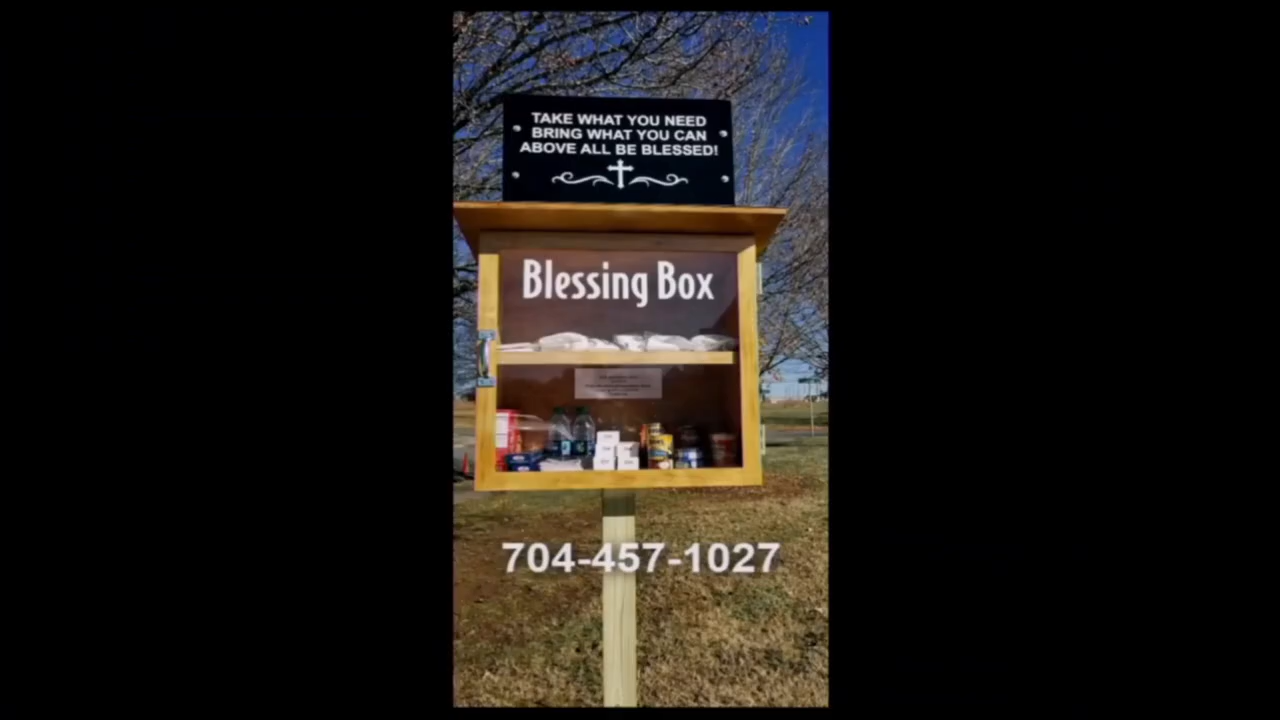 TAKE WHAT YOU NEED
BRING WHAT YOU CAN
ABOVE ALL BE BLESSED!
Blessing Box
704-457-1027